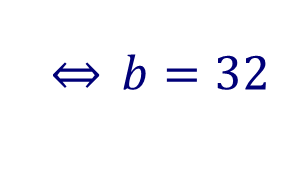 ⇔ b = 32